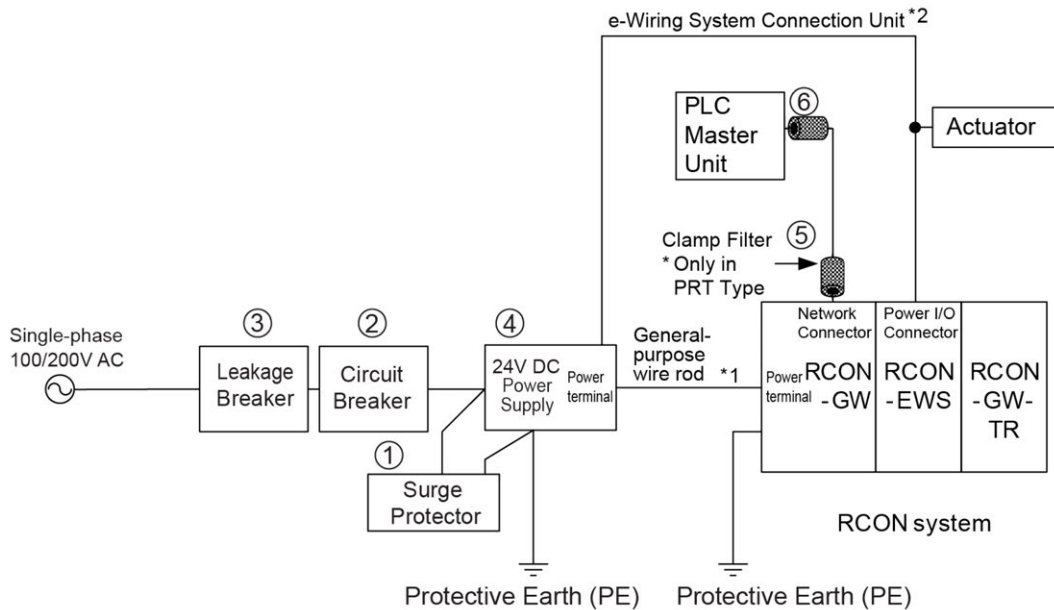 e-Wiring System Connection Unit *2
PLC
Master
Unit
⑥
Actuator
Clamp Filter
* Only in
PRT Type
⑤
Single-phase
100/200V AC
③
Leakage
Breaker
②
Circuit
Breaker
④
24V DC
Power
Supply
Power
terminal
General-
purpose
wire rod
*1
Network
Connector
Power
terminal
RCON
-GW
Power I/O
Connector
RCON
-EWS
RCON
-GW-
TR
①
Surge
Protector
RCON system
Protective Earth (PE)
Protective Earth (PE)